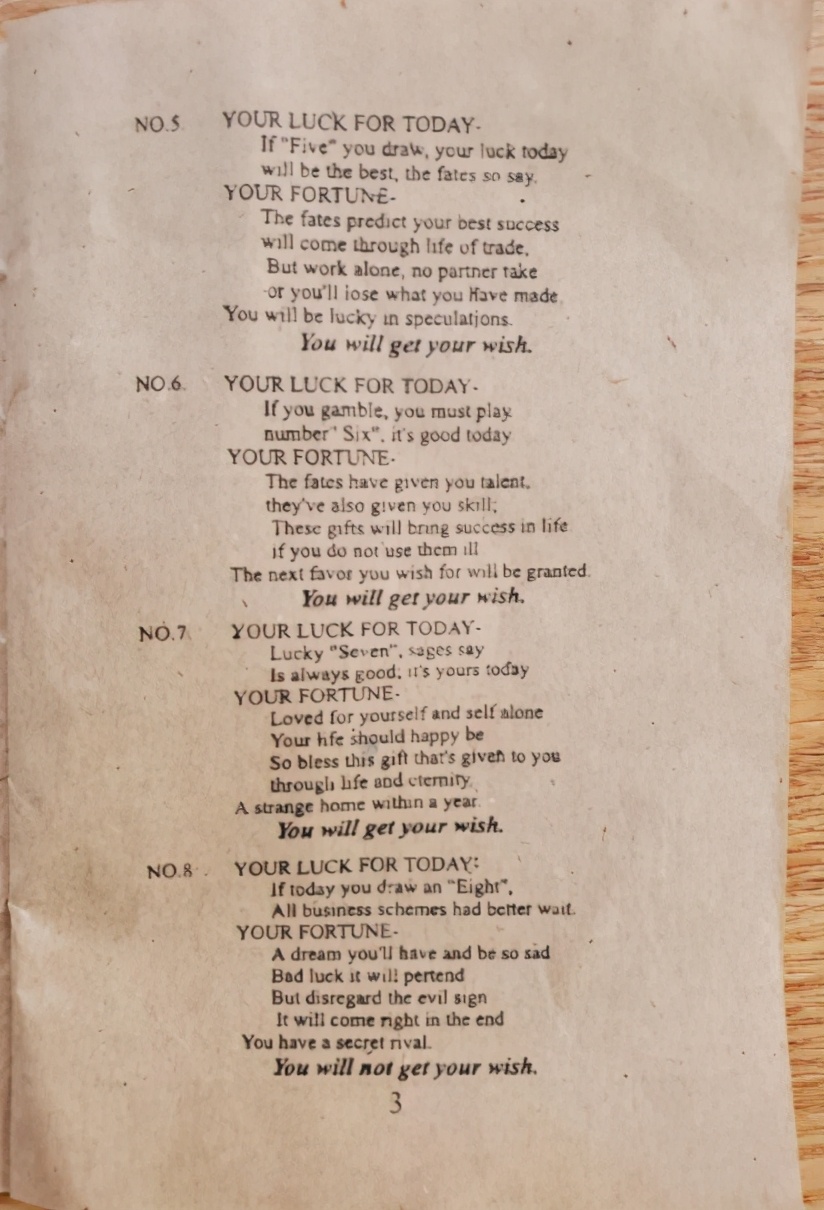 NO.5 YOUR LUCK FOR TODAY-
If "Five" you draw, your luck today
will be the best, the fates so say.
YOUR FORTUNE-
The fates predict your best success
will come through life of trade,
But work alone, no partner take
or you'll lose what you Have made
You will be lucky in speculations.
You will get your wish.
NO.6. YOUR LUCK FOR TODAY-
If you gamble, you must play
number" Six", it's good today
YOUR FORTUNE-
The fates have given you talent,
they've also given you skill;
These gifts will bring success in life
if you do not use them ill
The next favor you wish for will be granted.
You will get your wish.
NO.7. YOUR LUCK FOR TODAY-
Lucky "Seven", sages say
Is always good; it's yours today
YOUR FORTUNE-
Loved for yourself and self alone
Your life should happy be
So bless this gift that's given to you
through life and eternity.
A strange home within a year.
You will get your wish.
NO.8. YOUR LUCK FOR TODAY:
If today you draw an "Eight",
All business schemes had better wait.
YOUR FORTUNE-
A dream you'll have and be so sad
Bad luck it will pertend
But disregard the evil sign
It will come right in the end
You have a secret rival.
You will not get your wish.
3